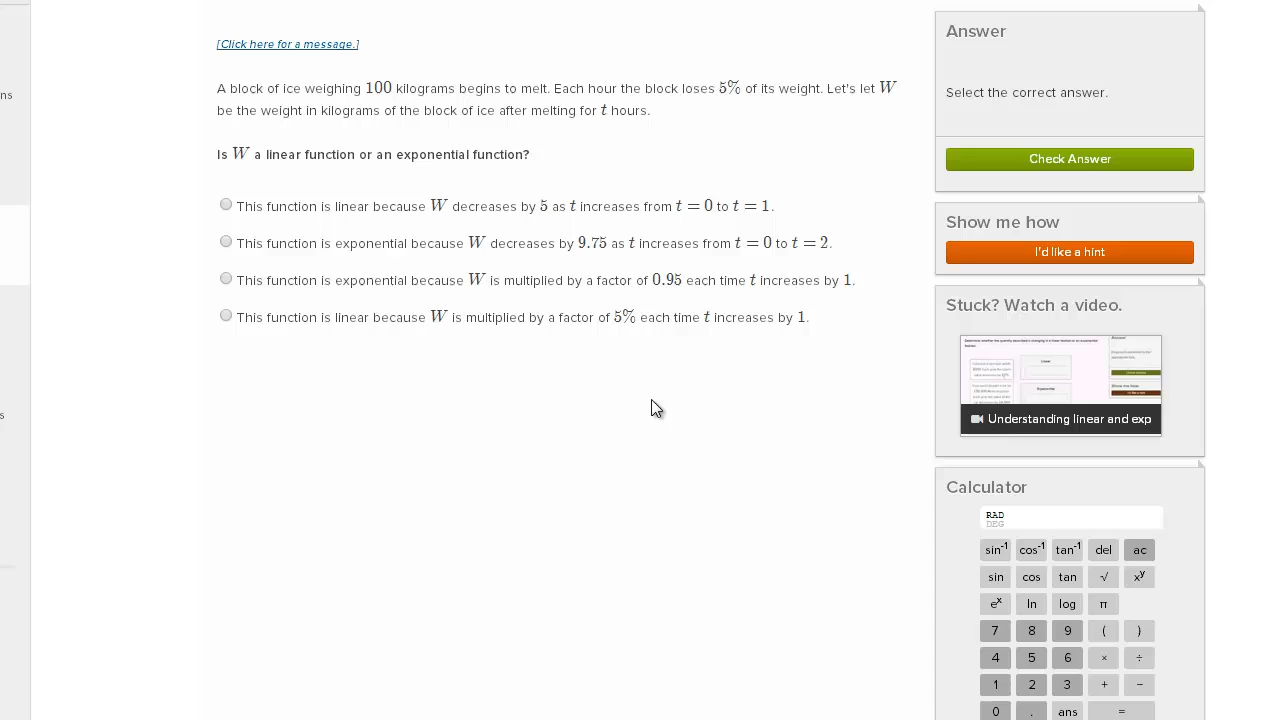 [Click here for a message.]
A block of ice weighing 100 kilograms begins to melt. Each hour the block loses 5% of its weight. Let's let W
be the weight in kilograms of the block of ice after melting for t hours.
Is W a linear function or an exponential function?
This function is linear because W decreases by 5 as t increases from t = 0 to t = 1.
This function is exponential because W decreases by 9.75 as t increases from t = 0 to t = 2.
This function is exponential because W is multiplied by a factor of 0.95 each time t increases by 1.
This function is linear because W is multiplied by a factor of 5% each time t increases by 1.
ns
s
Answer
Select the correct answer.
Check Answer
Show me how
I'd like a hint
Stuck? Watch a video.
Understanding linear and exp
Calculator
RAD
DEG
sin⁻¹ cos⁻¹ tan⁻¹ del ac
sin cos tan √ xʸ
eˣ ln log π
7 8 9 ( )
4 5 6 × ÷
1 2 3 + −
0 . ans =